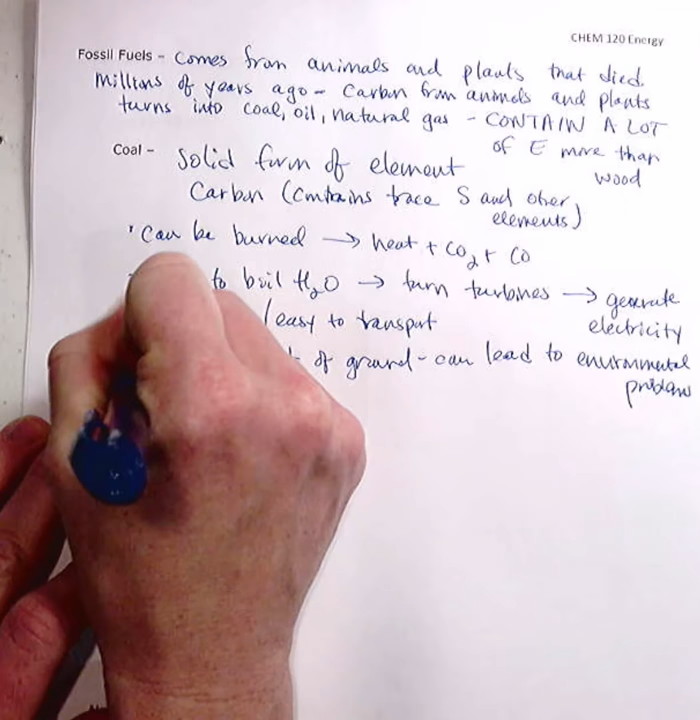 CHEM 120 Energy
Fossil Fuels - Comes from animals and plants that died
Millions of years ago - Carbon from animals and plants
turns into coal, oil, natural gas - CONTAIN A LOT
of E more than
wood
Coal - Solid form of element
Carbon (contains trace S and other
elements)
• Can be burned → heat + CO₂ + CO
to boil H₂O → turn turbines → generate
electricity
/easy to transport
of ground - can lead to environmental
problems